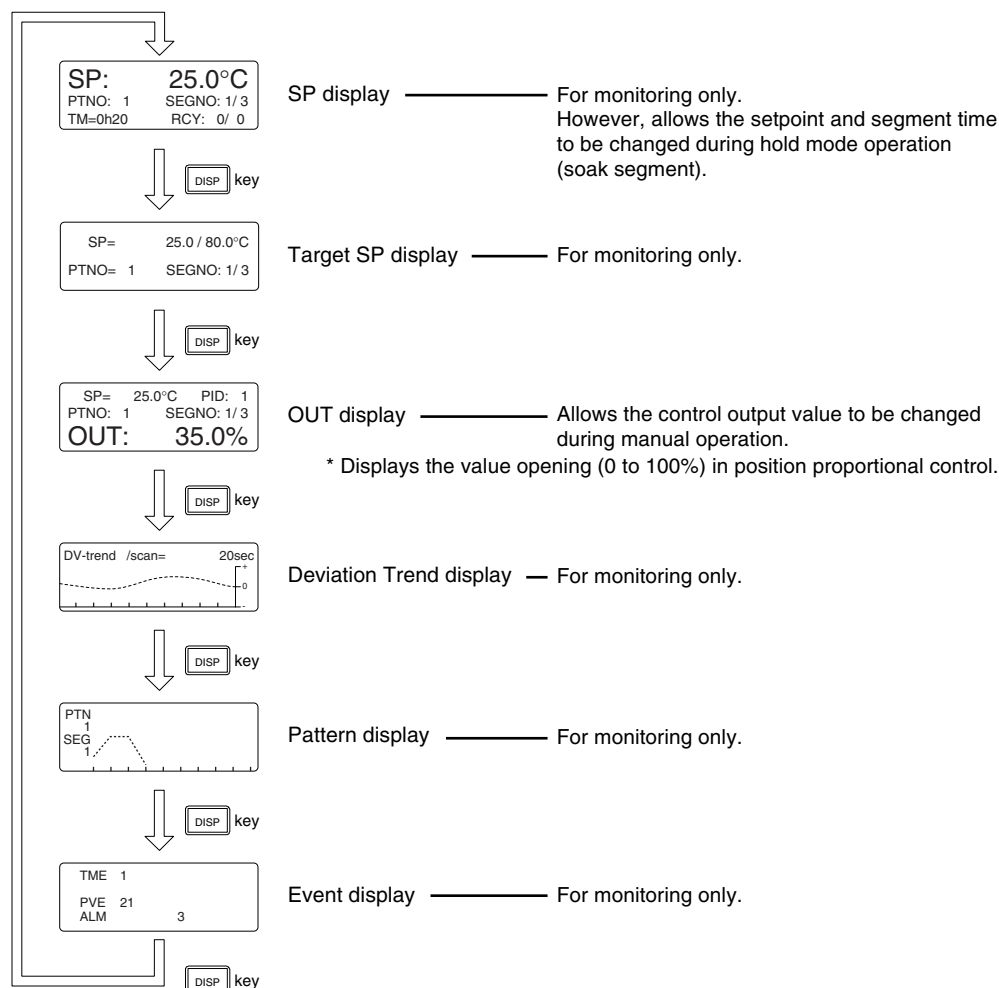 SP: 25.0°C
PTNO: 1 SEGNO: 1/ 3
TM=0h20 RCY: 0/ 0
SP display
For monitoring only.
However, allows the setpoint and segment time
to be changed during hold mode operation
(soak segment).
DISP key
SP= 25.0 / 80.0°C
PTNO= 1 SEGNO: 1/ 3
Target SP display
For monitoring only.
DISP key
SP= 25.0°C PID: 1
PTNO: 1 SEGNO: 1/ 3
OUT: 35.0%
OUT display
Allows the control output value to be changed
during manual operation.
* Displays the value opening (0 to 100%) in position proportional control.
DISP key
DV-trend /scan= 20sec
+
0
-
Deviation Trend display
For monitoring only.
DISP key
PTN
1
SEG
1
Pattern display
For monitoring only.
DISP key
TME 1
PVE 21
ALM 3
Event display
For monitoring only.
DISP key